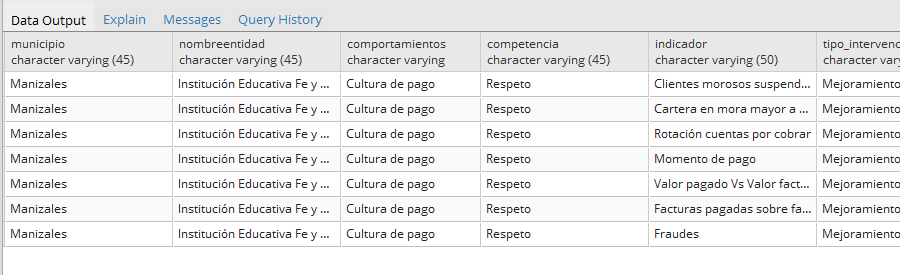 Data Output Explain Messages Query History
municipio nombreentidad comportamientos competencia indicador tipo_intervenc
character varying (45) character varying (45) character varying character varying (45) character varying (50) character vary
Manizales Institución Educativa Fe y ... Cultura de pago Respeto Clientes morosos suspend... Mejoramiento
Manizales Institución Educativa Fe y ... Cultura de pago Respeto Cartera en mora mayor a ... Mejoramiento
Manizales Institución Educativa Fe y ... Cultura de pago Respeto Rotación cuentas por cobrar Mejoramiento
Manizales Institución Educativa Fe y ... Cultura de pago Respeto Momento de pago Mejoramiento
Manizales Institución Educativa Fe y ... Cultura de pago Respeto Valor pagado Vs Valor fact... Mejoramiento
Manizales Institución Educativa Fe y ... Cultura de pago Respeto Facturas pagadas sobre fa... Mejoramiento
Manizales Institución Educativa Fe y ... Cultura de pago Respeto Fraudes Mejoramiento